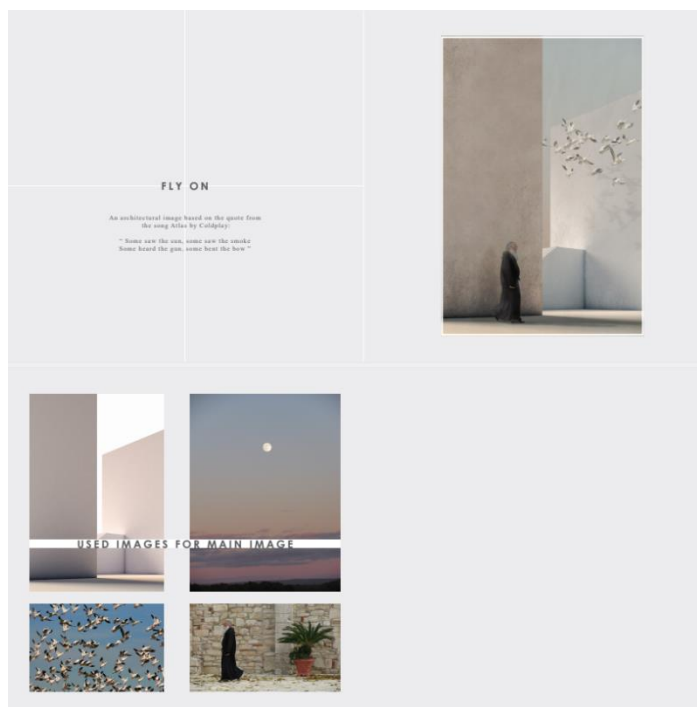 FLY ON
An architectural image based on the quote from
the song Atlas by Coldplay:
" Some saw the sun, some saw the smoke
Some heard the gun, some bent the bow "
USED IMAGES FOR MAIN IMAGE